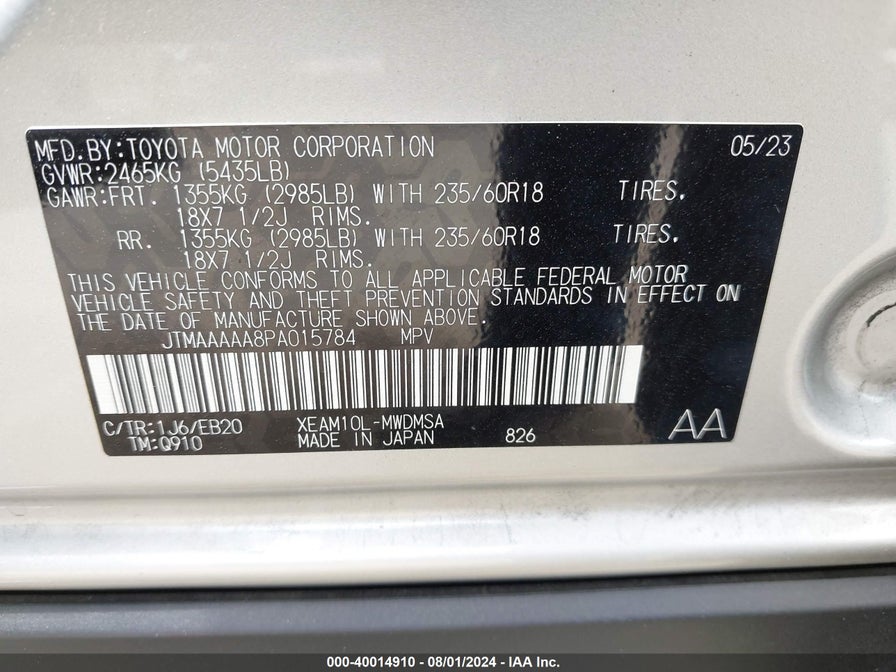 MFD.BY:TOYOTA MOTOR CORPORATION 05/23
GVWR:2465KG (5435LB)
GAWR:FRT. 1355KG (2985LB) WITH 235/60R18 TIRES,
18X7 1/2J RIMS.
RR. 1355KG (2985LB) WITH 235/60R18 TIRES,
18X7 1/2J RIMS.
THIS VEHICLE CONFORMS TO ALL APPLICABLE FEDERAL MOTOR
VEHICLE SAFETY AND THEFT PREVENTION STANDARDS IN EFFECT ON
THE DATE OF MANUFACTURE SHOWN ABOVE.
JTMAAAAA8PA015784 MPV
C/TR:1J6/EB20 XEAM10L-MWDMSA
TM:Q910 MADE IN JAPAN 826 AA
000-40014910 - 08/01/2024 - IAA Inc.